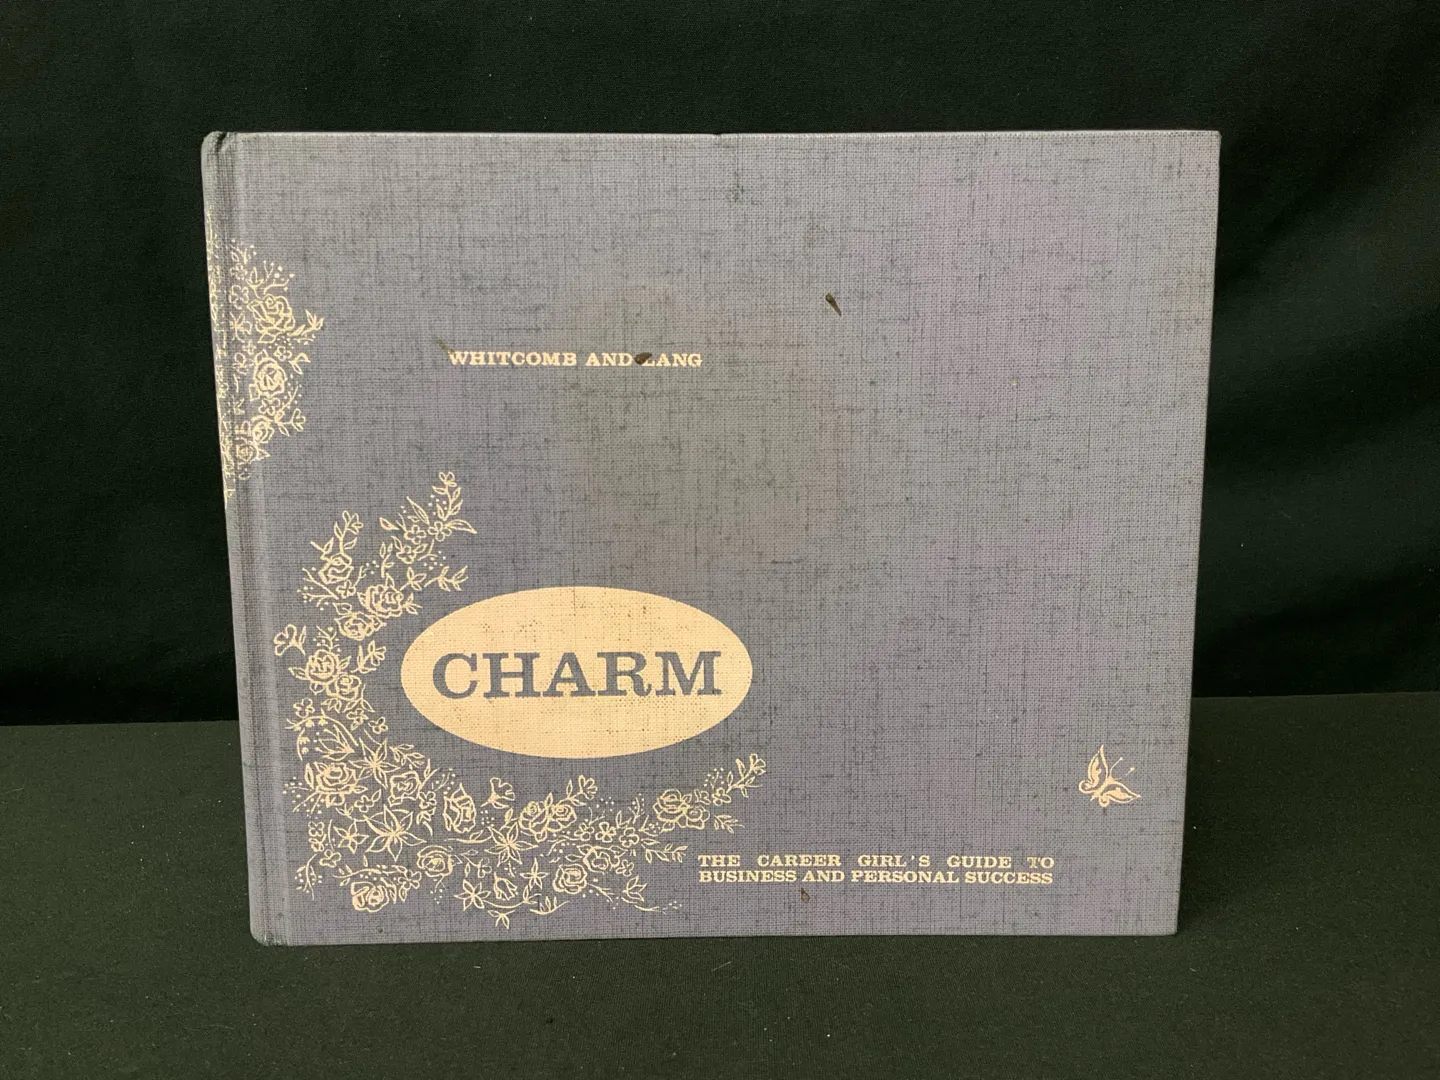 WHITCOMB AND LANG
CHARM
THE CAREER GIRL'S GUIDE TO
BUSINESS AND PERSONAL SUCCESS